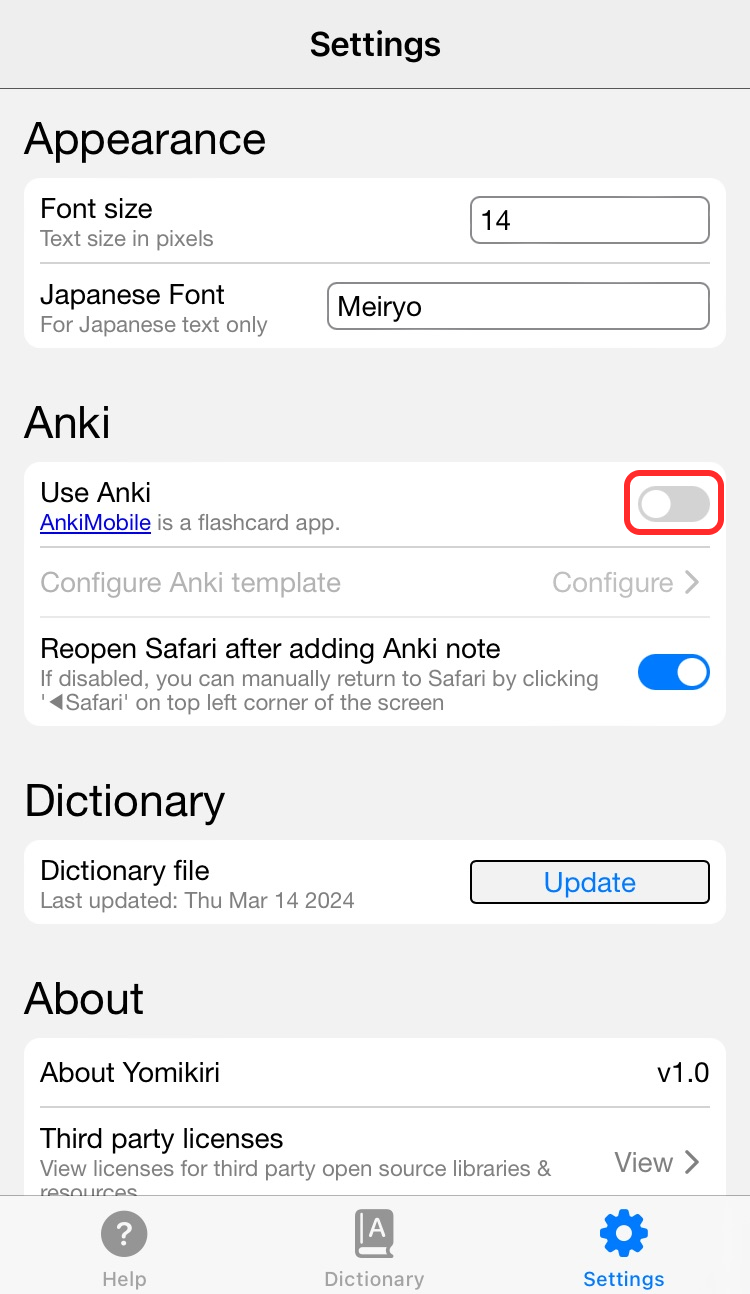 Settings
Appearance
Font size
Text size in pixels
14
Japanese Font
For Japanese text only
Meiryo
Anki
Use Anki
AnkiMobile is a flashcard app.
Configure Anki template
Configure
Reopen Safari after adding Anki note
If disabled, you can manually return to Safari by clicking
'◀Safari' on top left corner of the screen
Dictionary
Dictionary file
Last updated: Thu Mar 14 2024
Update
About
About Yomikiri
v1.0
Third party licenses
View licenses for third party open source libraries &
resources
View
Help
A
Dictionary
Settings